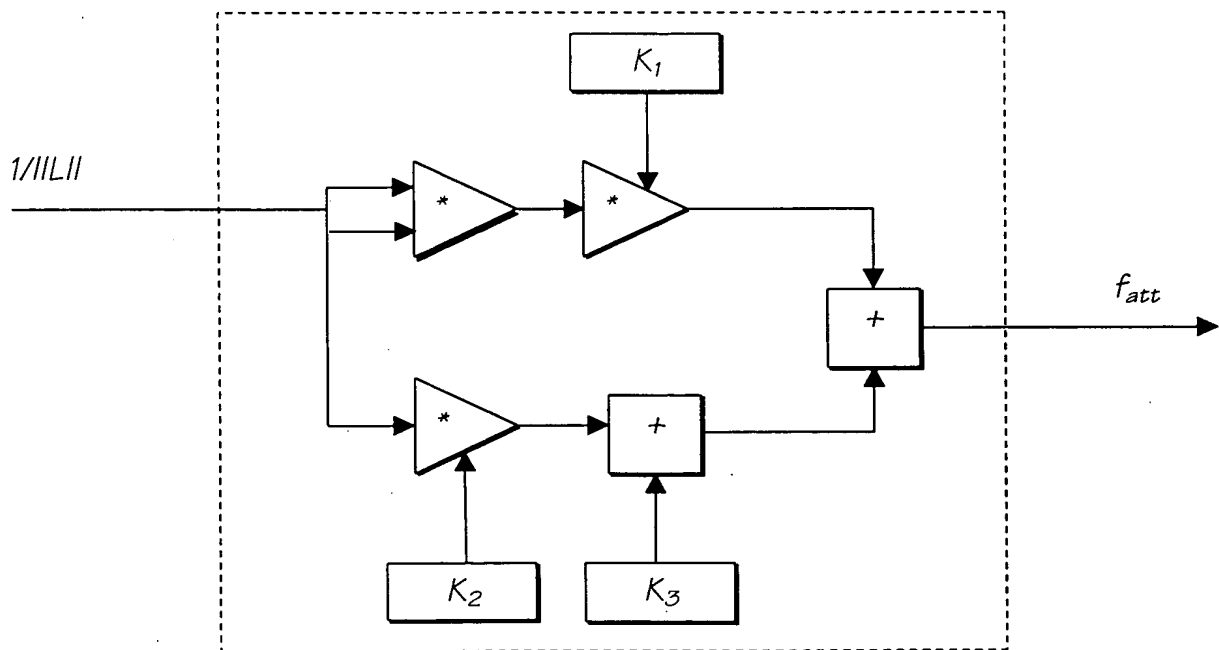 K₁
1/||L||
*
*
f_att
+
*
+
K₂
K₃